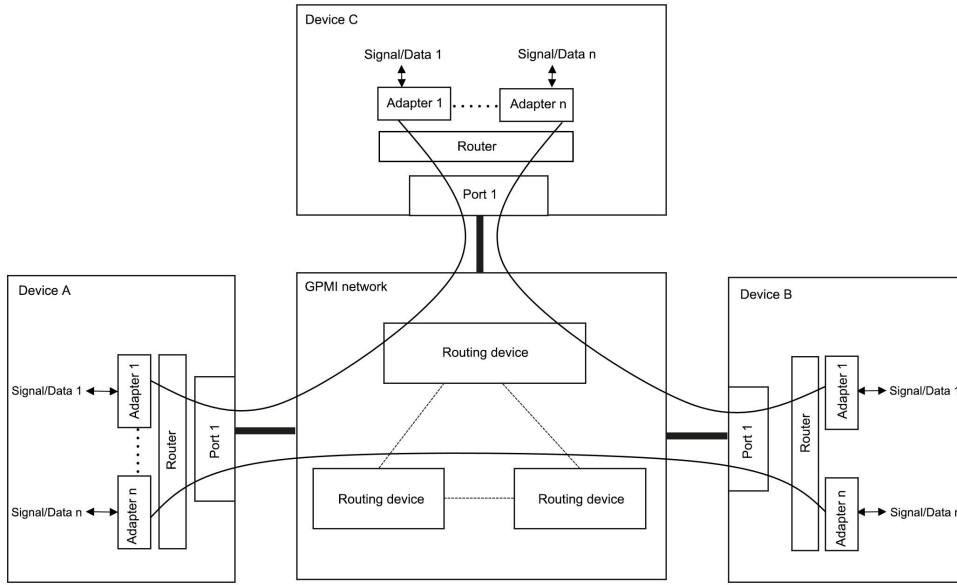 Device C
Signal/Data 1
Signal/Data n
Adapter 1
Adapter n
Router
Port 1
Device A
Signal/Data 1
Adapter 1
Router
Port 1
Signal/Data n
Adapter n
GPMI network
Routing device
Routing device
Routing device
Device B
Port 1
Router
Adapter 1
Signal/Data 1
Adapter n
Signal/Data n